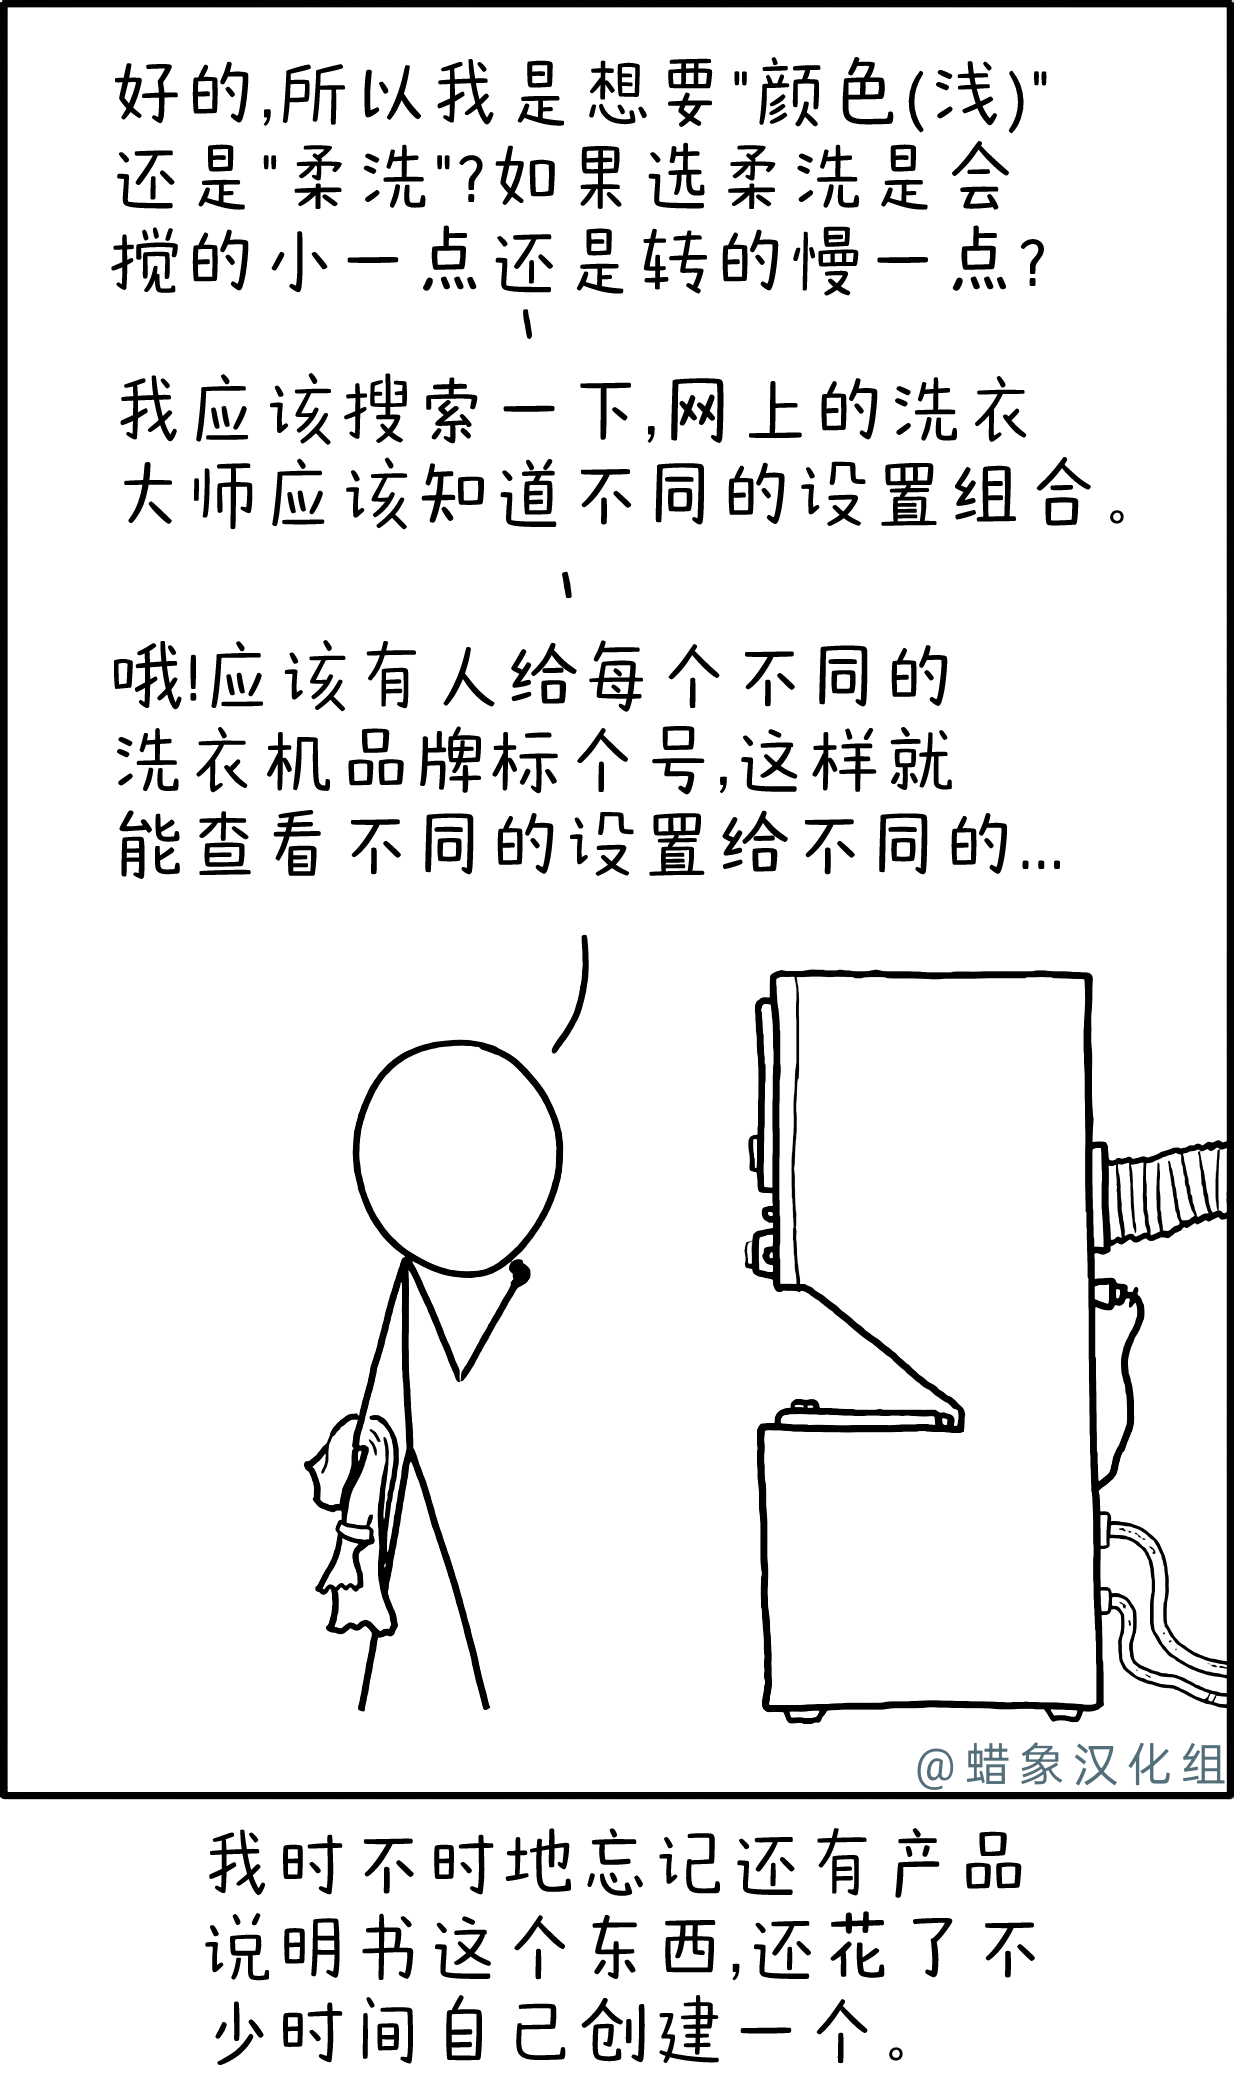 好的,所以我是想要"颜色(浅)"
还是"柔洗"?如果选柔洗是会
搅的小一点还是转的慢一点?
我应该搜索一下,网上的洗衣
大师应该知道不同的设置组合。
哦!应该有人给每个不同的
洗衣机品牌标个号,这样就
能查看不同的设置给不同的...
@蜡象汉化组
我时不时地忘记还有产品
说明书这个东西,还花了不
少时间自己创建一个。